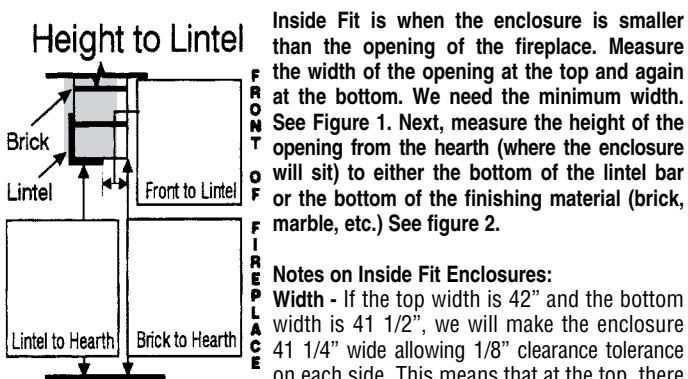 Height to Lintel
Brick
Lintel
Front to Lintel
Lintel to Hearth
Brick to Hearth
FRONT OF FIREPLACE
Inside Fit is when the enclosure is smaller
than the opening of the fireplace. Measure
the width of the opening at the top and again
at the bottom. We need the minimum width.
See Figure 1. Next, measure the height of the
opening from the hearth (where the enclosure
will sit) to either the bottom of the lintel bar
or the bottom of the finishing material (brick,
marble, etc.) See figure 2.
Notes on Inside Fit Enclosures:
Width - If the top width is 42” and the bottom
width is 41 1/2”, we will make the enclosure
41 1/4” wide allowing 1/8” clearance tolerance
on each side. This means that at the top, there